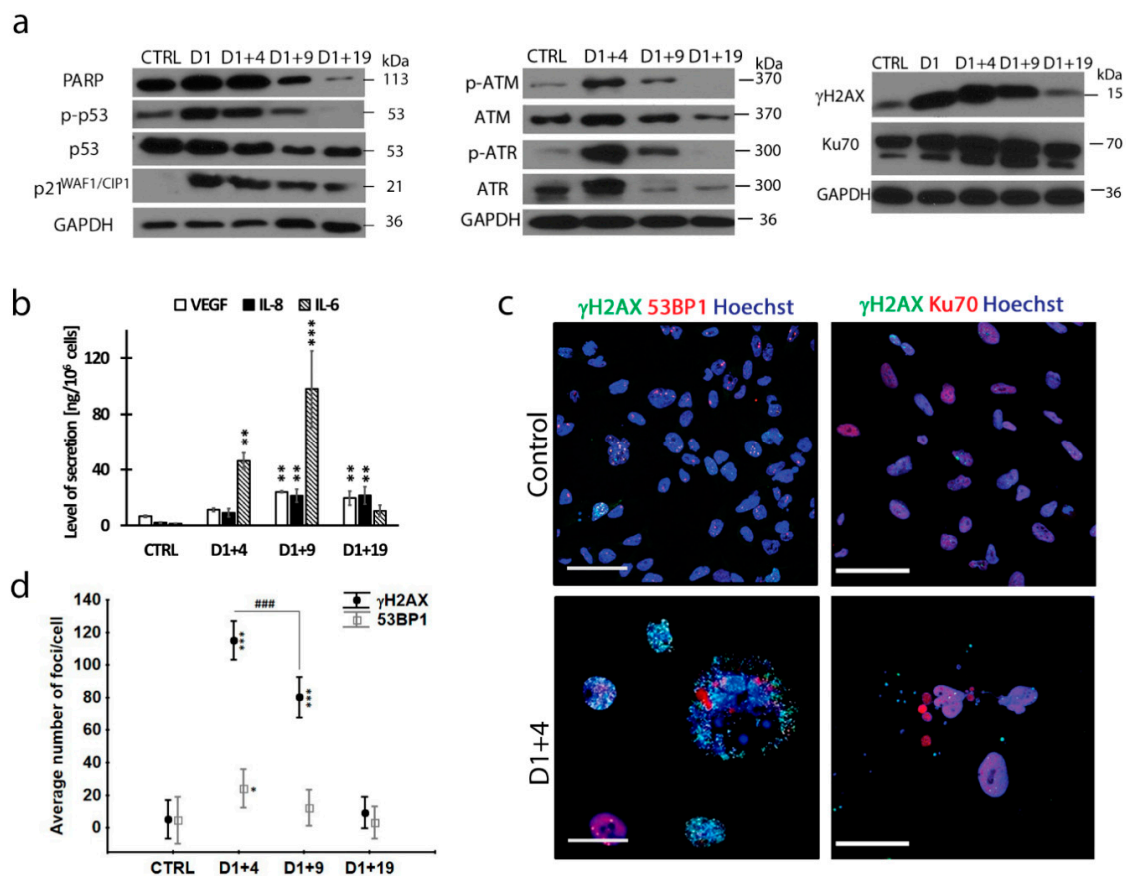 a
CTRL D1 D1+4 D1+9 D1+19 kDa
PARP 113
p-p53 53
p53 53
p21WAF1/CIP1 21
GAPDH 36
CTRL D1+4 D1+9 D1+19 kDa
p-ATM 370
ATM 370
p-ATR 300
ATR 300
GAPDH 36
CTRL D1 D1+4 D1+9 D1+19 kDa
γH2AX 15
Ku70 70
GAPDH 36
b
VEGF IL-8 IL-6
Level of secretion [ng/10⁶ cells]
120
80
40
0
** *** ** ** ** **
CTRL D1+4 D1+9 D1+19
c
γH2AX 53BP1 Hoechst
γH2AX Ku70 Hoechst
Control
D1+4
d
γH2AX
53BP1
###
Average number of foci/cell
140
120
100
80
60
40
20
0
***
***
*
CTRL D1+4 D1+9 D1+19